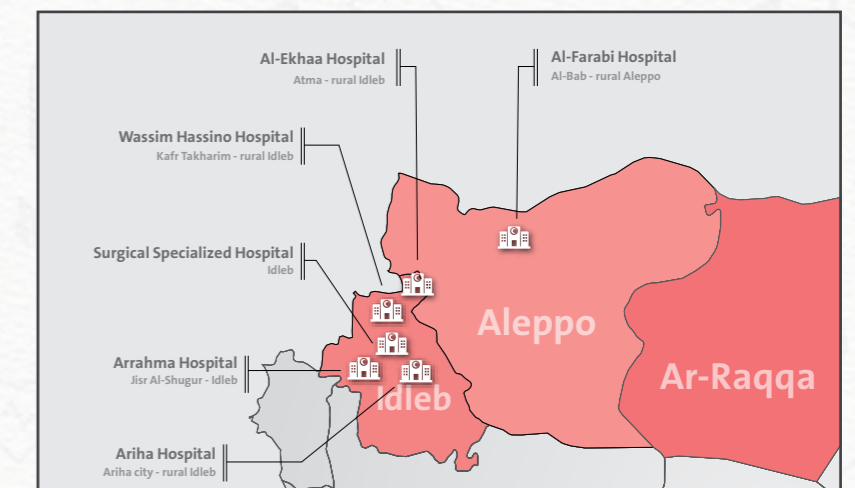 Al-Ekhaa Hospital
Atma - rural Idleb
Al-Farabi Hospital
Al-Bab - rural Aleppo
Wassim Hassino Hospital
Kafr Takharim - rural Idleb
Surgical Specialized Hospital
Idleb
Aleppo
Arrahma Hospital
Jisr Al-Shugur - Idleb
Ar-Raqqa
Idleb
Ariha Hospital
Ariha city - rural Idleb